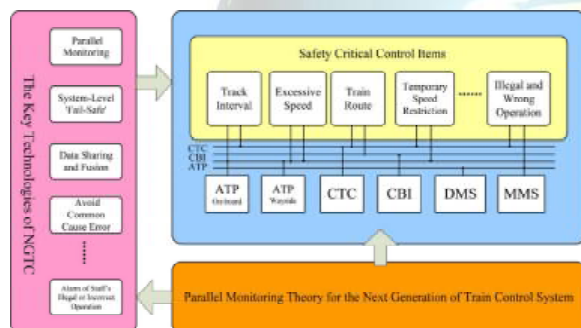 The Key Technologies of NGTC
Parallel
Monitoring
System-Level
'Fail-Safe'
Data Sharing
and Fusion
Avoid
Common
Cause Error
Alarm of Staff's
Illegal or Incorrect
Operation
Safety Critical Control Items
Track
Interval
Excessive
Speed
Train
Route
Temporary
Speed
Restriction
Illegal and
Wrong
Operation
CTC
CBI
ATP
ATP
On-board
ATP
Wayside
CTC
CBI
DMS
MMS
Parallel Monitoring Theory for the Next Generation of Train Control System